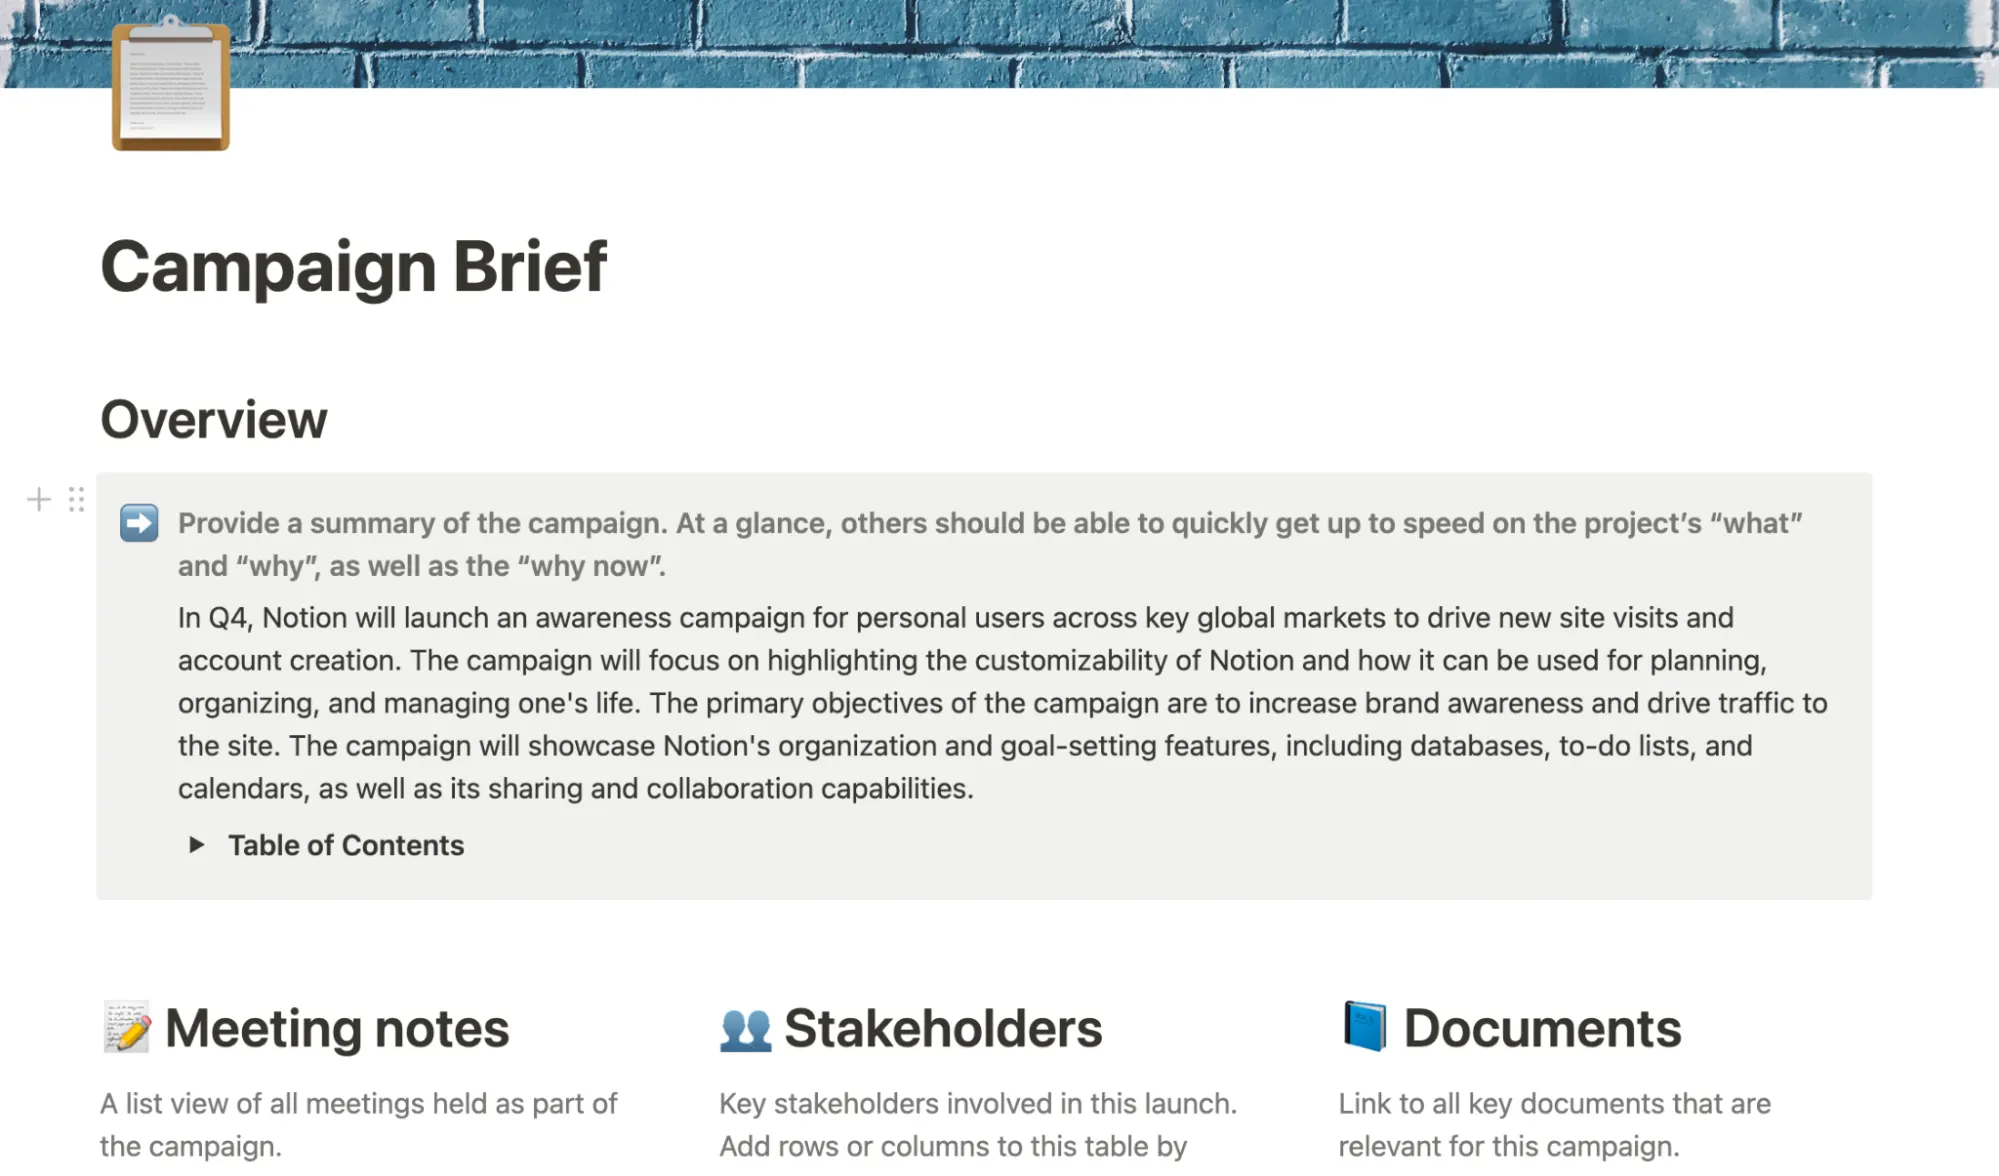 Campaign Brief
Overview
Provide a summary of the campaign. At a glance, others should be able to quickly get up to speed on the project’s “what”
and “why”, as well as the “why now”.
In Q4, Notion will launch an awareness campaign for personal users across key global markets to drive new site visits and
account creation. The campaign will focus on highlighting the customizability of Notion and how it can be used for planning,
organizing, and managing one's life. The primary objectives of the campaign are to increase brand awareness and drive traffic to
the site. The campaign will showcase Notion's organization and goal-setting features, including databases, to-do lists, and
calendars, as well as its sharing and collaboration capabilities.
Table of Contents
Meeting notes
A list view of all meetings held as part of
the campaign.
Stakeholders
Key stakeholders involved in this launch.
Add rows or columns to this table by
Documents
Link to all key documents that are
relevant for this campaign.